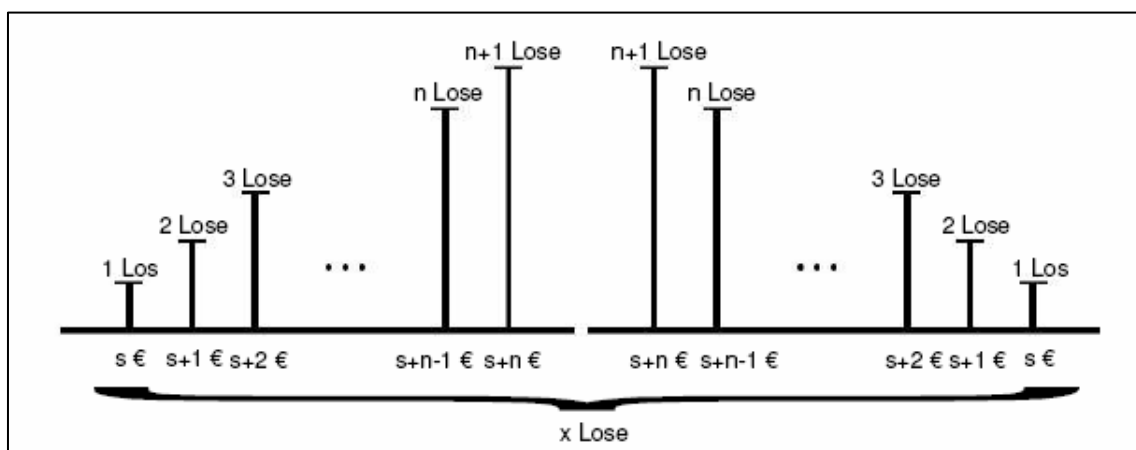 n+1 Lose n+1 Lose
n Lose n Lose
3 Lose 3 Lose
2 Lose 2 Lose
1 Los ... ... 1 Los
s € s+1 € s+2 € s+n-1 € s+n € s+n € s+n-1 € s+2 € s+1 € s €
x Lose